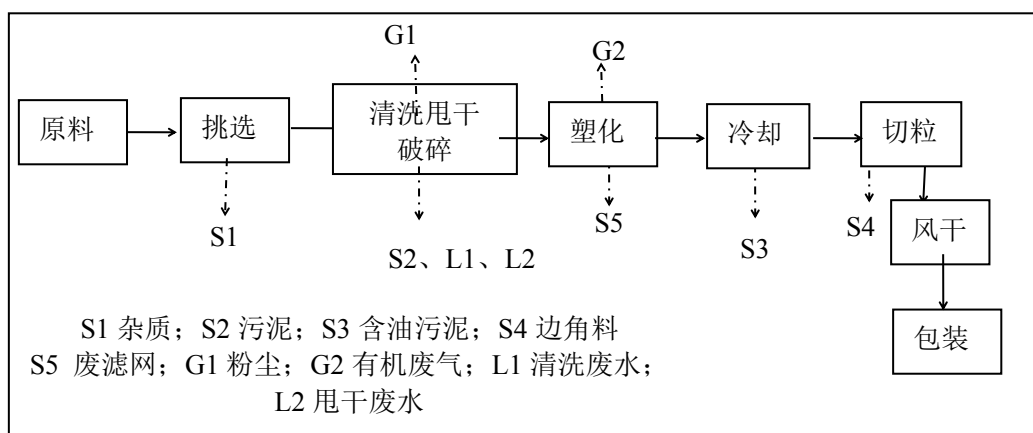 G1
G2
原料
挑选
清洗甩干
破碎
塑化
冷却
切粒
S1
S2、L1、L2
S5
S3
S4
风干
包装
S1 杂质；S2 污泥；S3 含油污泥；S4 边角料
S5 废滤网；G1 粉尘；G2 有机废气；L1 清洗废水；
L2 甩干废水